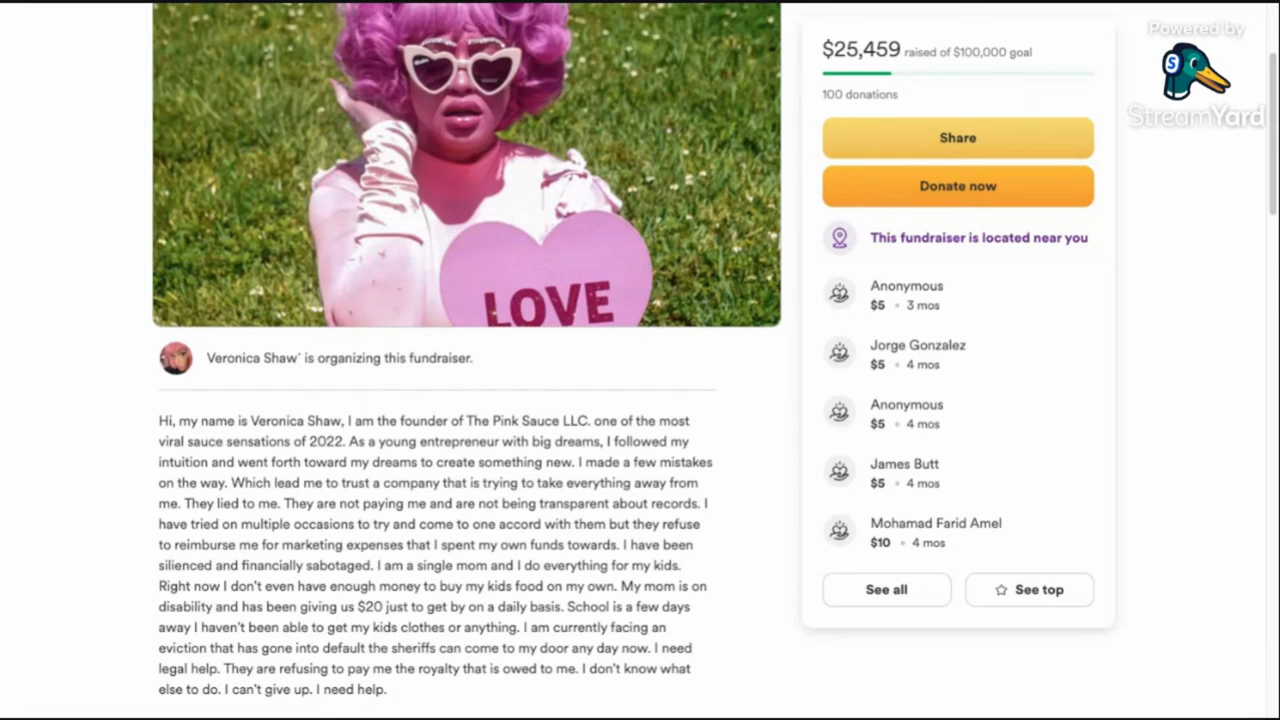 LOVE
Veronica Shaw` is organizing this fundraiser.
Hi, my name is Veronica Shaw, I am the founder of The Pink Sauce LLC. one of the most
viral sauce sensations of 2022. As a young entrepreneur with big dreams, I followed my
intuition and went forth toward my dreams to create something new. I made a few mistakes
on the way. Which lead me to trust a company that is trying to take everything away from
me. They lied to me. They are not paying me and are not being transparent about records. I
have tried on multiple occasions to try and come to one accord with them but they refuse
to reimburse me for marketing expenses that I spent my own funds towards. I have been
silienced and financially sabotaged. I am a single mom and I do everything for my kids.
Right now I don't even have enough money to buy my kids food on my own. My mom is on
disability and has been giving us $20 just to get by on a daily basis. School is a few days
away I haven't been able to get my kids clothes or anything. I am currently facing an
eviction that has gone into default the sheriffs can come to my door any day now. I need
legal help. They are refusing to pay me the royalty that is owed to me. I don't know what
else to do. I can't give up. I need help.
$25,459 raised of $100,000 goal
100 donations
Share
Donate now
This fundraiser is located near you
Anonymous
$5 • 3 mos
Jorge Gonzalez
$5 • 4 mos
Anonymous
$5 • 4 mos
James Butt
$5 • 4 mos
Mohamad Farid Amel
$10 • 4 mos
See all
See top
Powered by
S
StreamYard